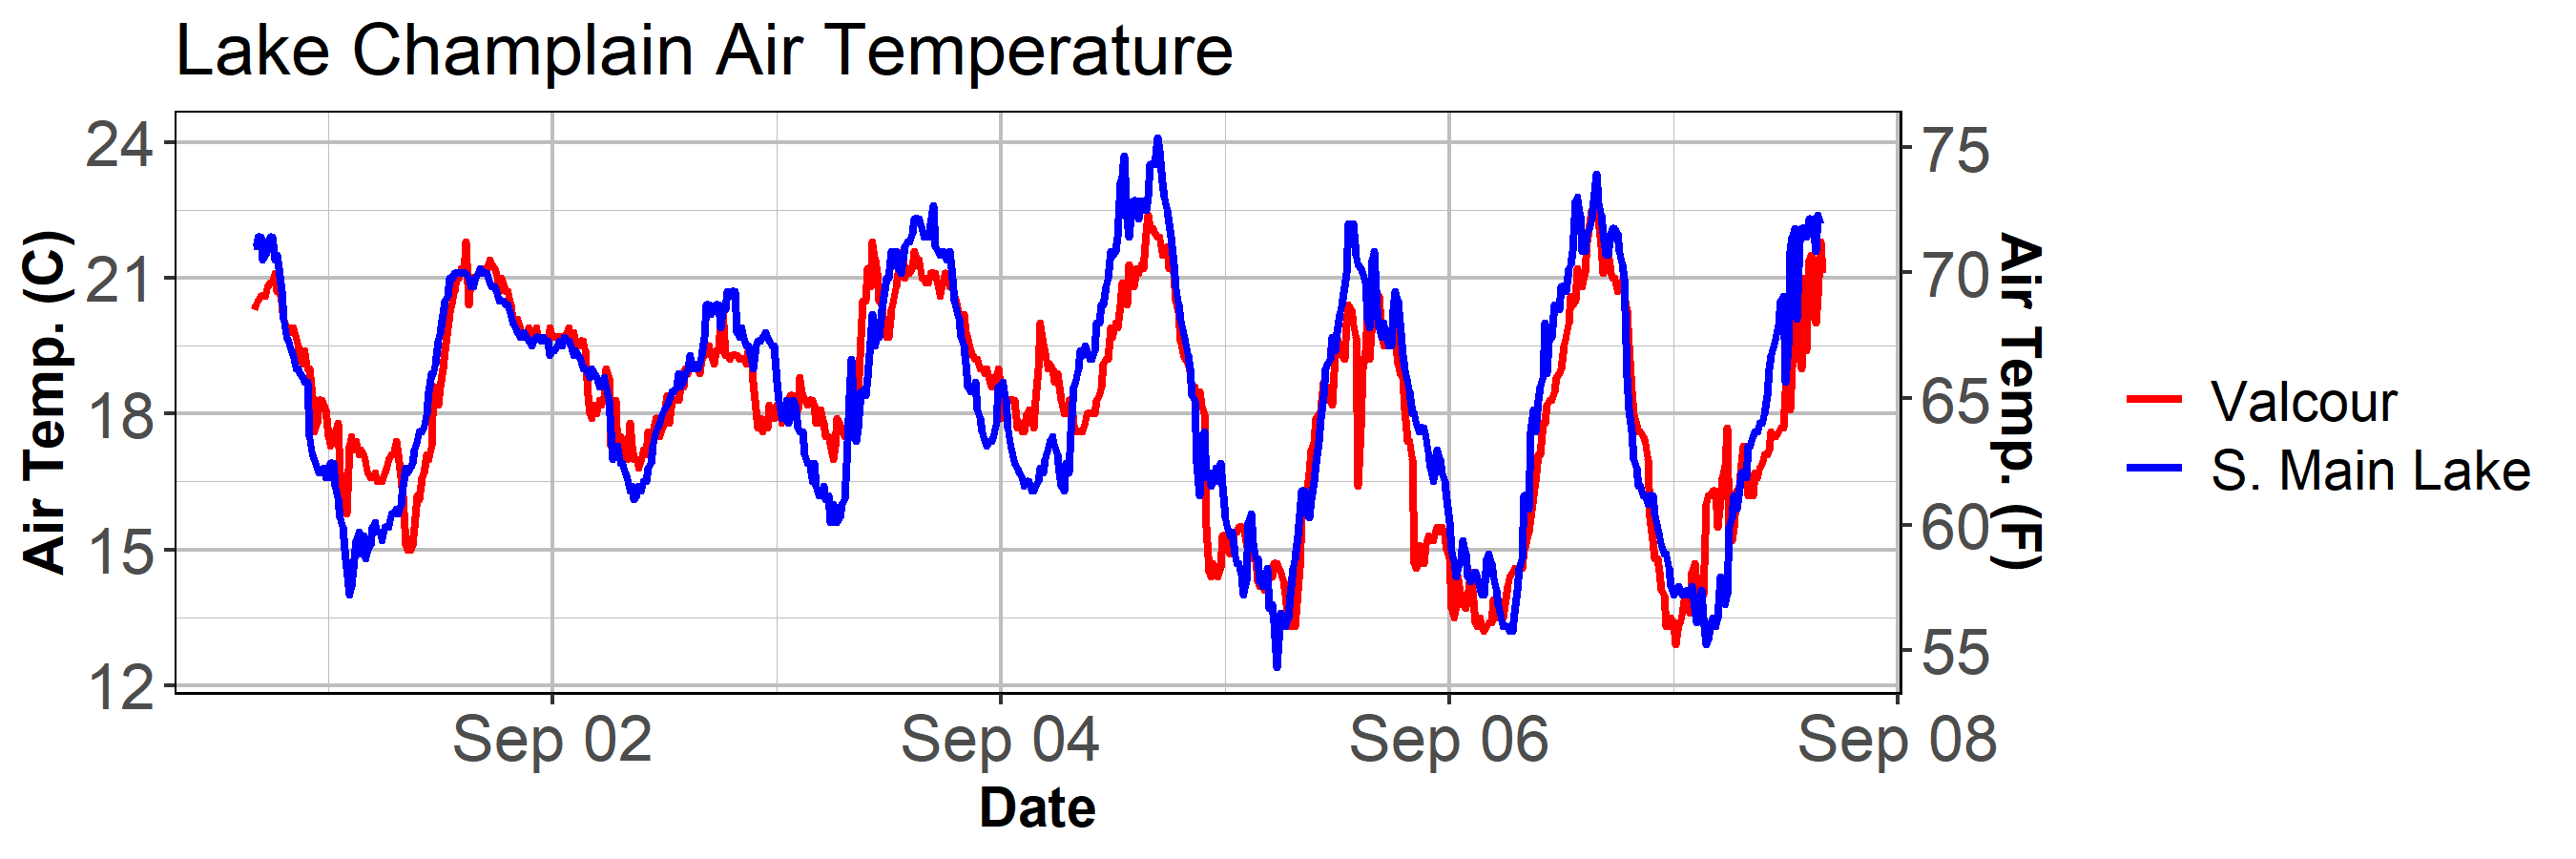 Lake Champlain Air Temperature
Air Temp. (C)
24
21
18
15
12
75
70
65
60
55
Air Temp. (F)
Sep 02
Sep 04
Sep 06
Sep 08
Date
Valcour
S. Main Lake